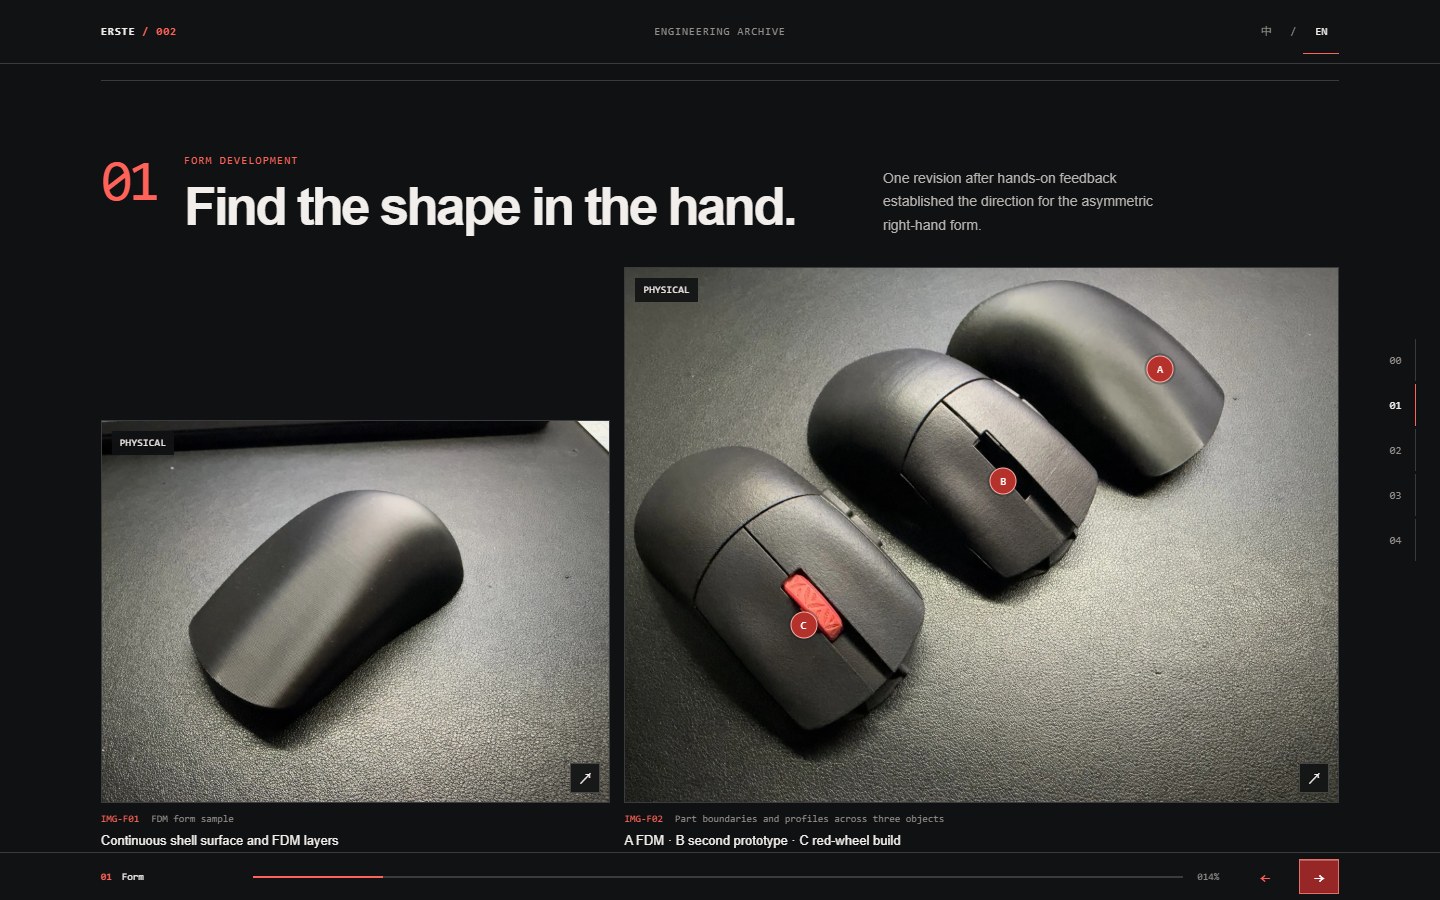 ERSTE / 002
ENGINEERING ARCHIVE
中 / EN
01
FORM DEVELOPMENT
Find the shape in the hand.
One revision after hands-on feedback
established the direction for the asymmetric
right-hand form.
PHYSICAL
PHYSICAL
A
B
C
00
01
02
03
04
IMG-F01 FDM form sample
Continuous shell surface and FDM layers
IMG-F02 Part boundaries and profiles across three objects
A FDM · B second prototype · C red-wheel build
01 Form
014%